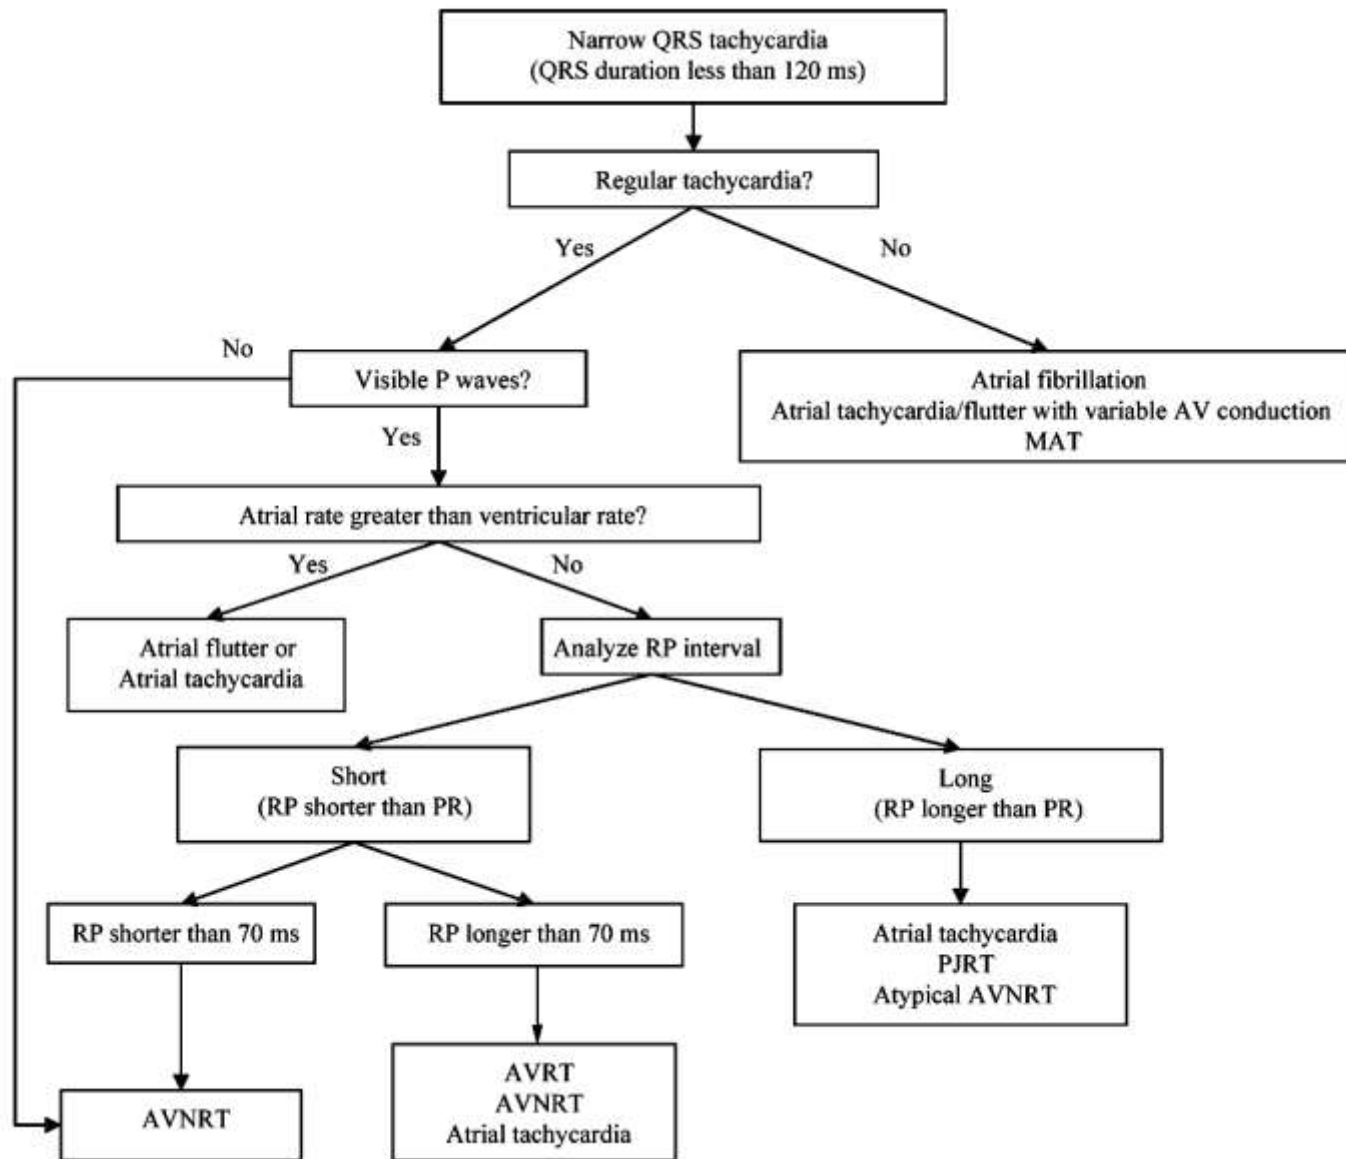 Narrow QRS tachycardia
(QRS duration less than 120 ms)
Regular tachycardia?
Yes
No
No
Visible P waves?
Atrial fibrillation
Atrial tachycardia/flutter with variable AV conduction
MAT
Yes
Atrial rate greater than ventricular rate?
Yes
No
Atrial flutter or
Atrial tachycardia
Analyze RP interval
Short
(RP shorter than PR)
Long
(RP longer than PR)
RP shorter than 70 ms
RP longer than 70 ms
Atrial tachycardia
PJRT
Atypical AVNRT
AVNRT
AVRT
AVNRT
Atrial tachycardia